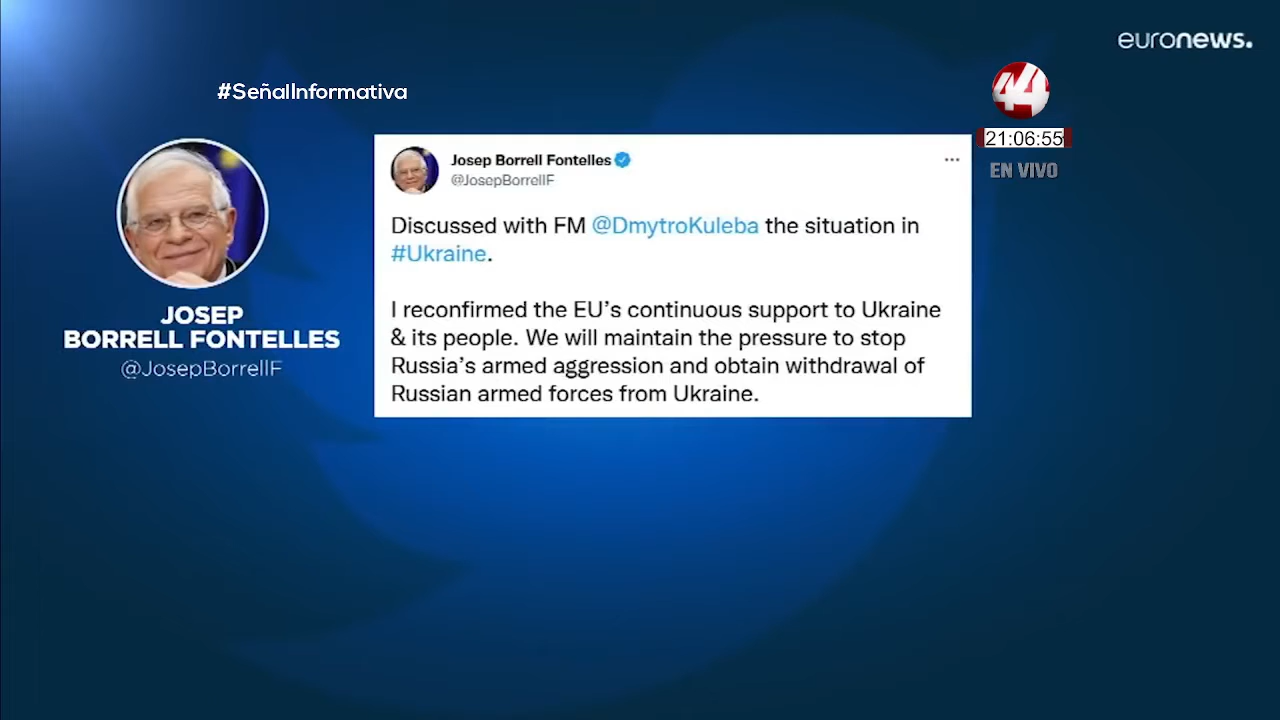 euronews.
#SeñalInformativa
44
21:06:55
EN VIVO
JOSEP
BORRELL FONTELLES
@JosepBorrellF
Josep Borrell Fontelles
@JosepBorrellF
Discussed with FM @DmytroKuleba the situation in
#Ukraine.
I reconfirmed the EU’s continuous support to Ukraine
& its people. We will maintain the pressure to stop
Russia’s armed aggression and obtain withdrawal of
Russian armed forces from Ukraine.